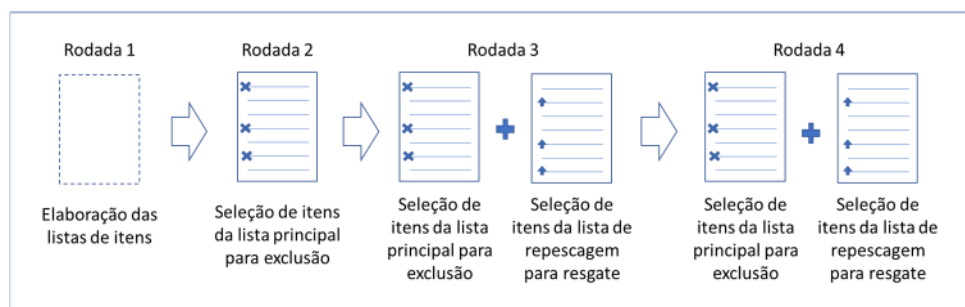 Rodada 1
Rodada 2
Rodada 3
Rodada 4
Elaboração das
listas de itens
Seleção de itens
da lista principal
para exclusão
Seleção de
itens da lista
principal para
exclusão
Seleção de
itens da lista de
repescagem
para resgate
Seleção de
itens da lista
principal para
exclusão
Seleção de
itens da lista de
repescagem
para resgate